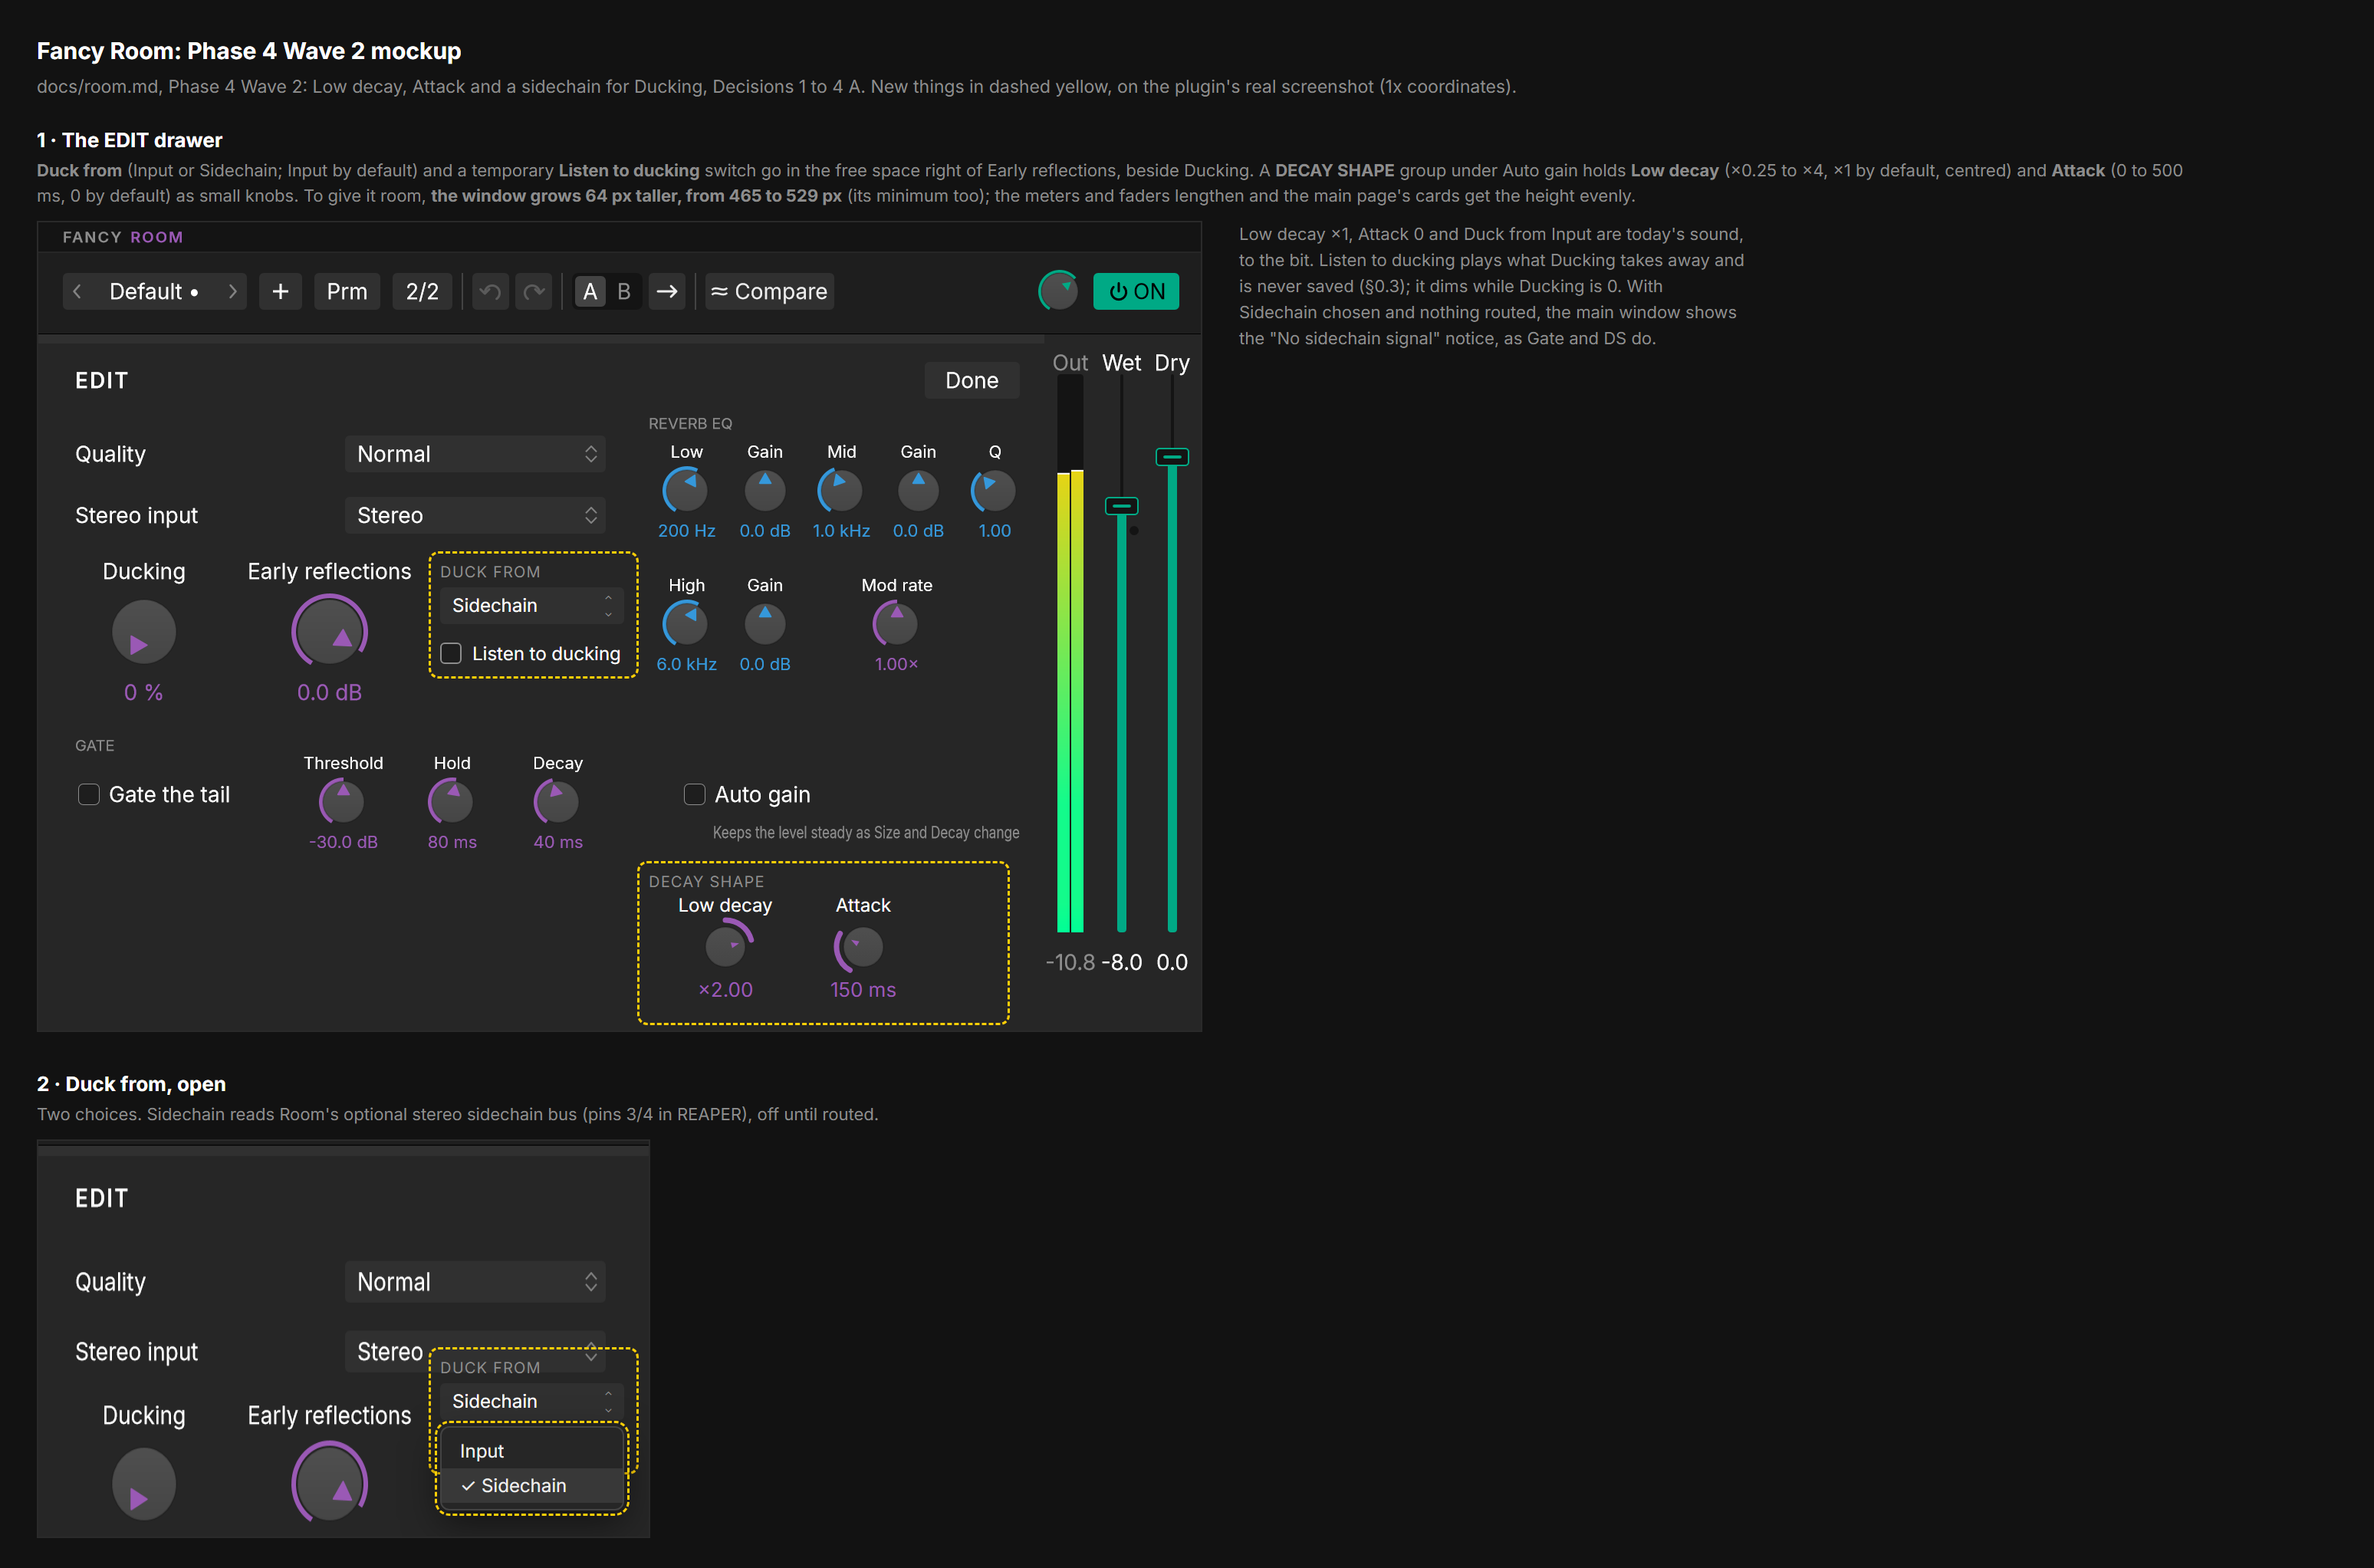 Fancy Room: Phase 4 Wave 2 mockup
docs/room.md, Phase 4 Wave 2: Low decay, Attack and a sidechain for Ducking, Decisions 1 to 4 A. New things in dashed yellow, on the plugin's real screenshot (1x coordinates).
1 · The EDIT drawer
Duck from (Input or Sidechain; Input by default) and a temporary Listen to ducking switch go in the free space right of Early reflections, beside Ducking. A DECAY SHAPE group under Auto gain holds Low decay (×0.25 to ×4, ×1 by default, centred) and Attack (0 to 500
ms, 0 by default) as small knobs. To give it room, the window grows 64 px taller, from 465 to 529 px (its minimum too); the meters and faders lengthen and the main page's cards get the height evenly.
FANCY ROOM
Default •
+ Prm 2/2 A B → ≈ Compare ON
Low decay ×1, Attack 0 and Duck from Input are today's sound,
to the bit. Listen to ducking plays what Ducking takes away and
is never saved (§0.3); it dims while Ducking is 0. With
Sidechain chosen and nothing routed, the main window shows
the "No sidechain signal" notice, as Gate and DS do.
EDIT Done
Out Wet Dry
REVERB EQ
Quality Normal
Low Gain Mid Gain Q
200 Hz 0.0 dB 1.0 kHz 0.0 dB 1.00
Stereo input Stereo
Ducking Early reflections
DUCK FROM
Sidechain
Listen to ducking
0 % 0.0 dB
High Gain Mod rate
6.0 kHz 0.0 dB 1.00×
GATE
Gate the tail
Threshold Hold Decay
-30.0 dB 80 ms 40 ms
Auto gain
Keeps the level steady as Size and Decay change
DECAY SHAPE
Low decay Attack
×2.00 150 ms
-10.8 -8.0 0.0
2 · Duck from, open
Two choices. Sidechain reads Room's optional stereo sidechain bus (pins 3/4 in REAPER), off until routed.
EDIT
Quality Normal
Stereo input Stereo
DUCK FROM
Sidechain
Ducking Early reflections
Input
✓ Sidechain